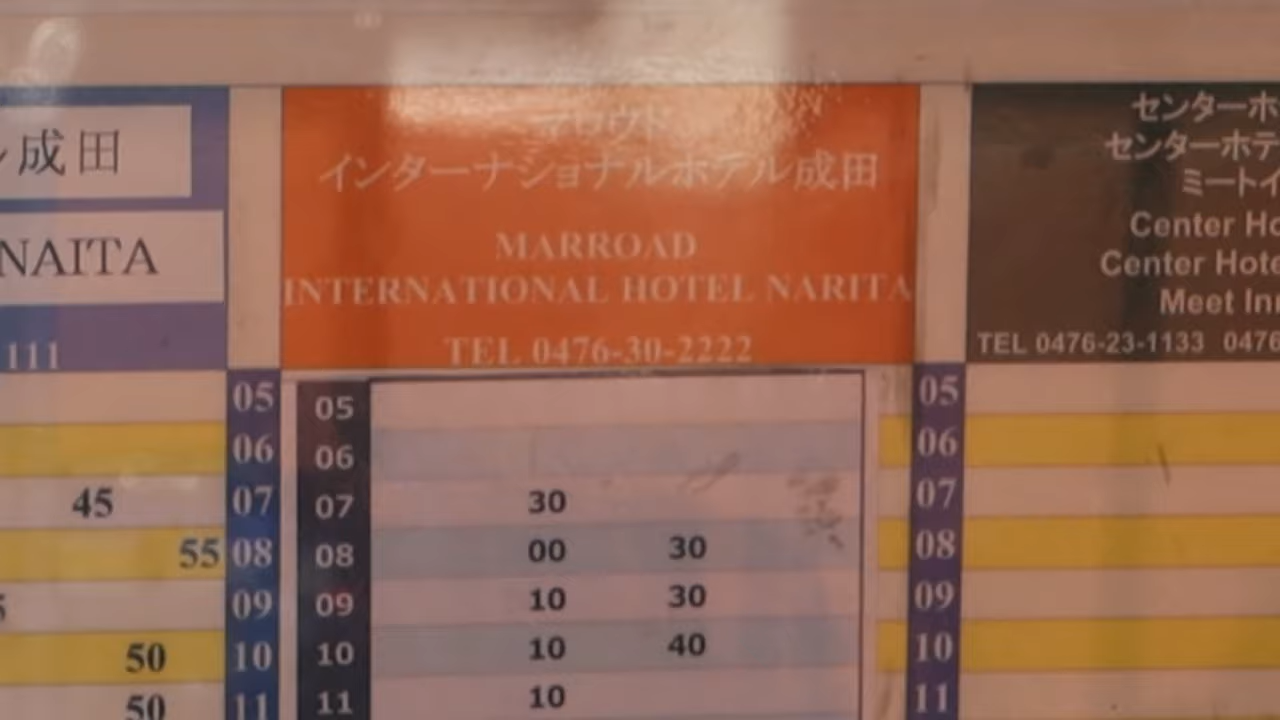 ル成田
NAITA
111
45
55
50
50
マロウド
インターナショナルホテル成田
MARROAD
INTERNATIONAL HOTEL NARITA
TEL 0476-30-2222
05 05
06 06
07 07 30
08 08 00 30
09 09 10 30
10 10 10 40
11 11 10
センターホ
センターホテ
ミートイ
Center Ho
Center Hote
Meet Inn
TEL 0476-23-1133 0476
05
06
07
08
09
10
11